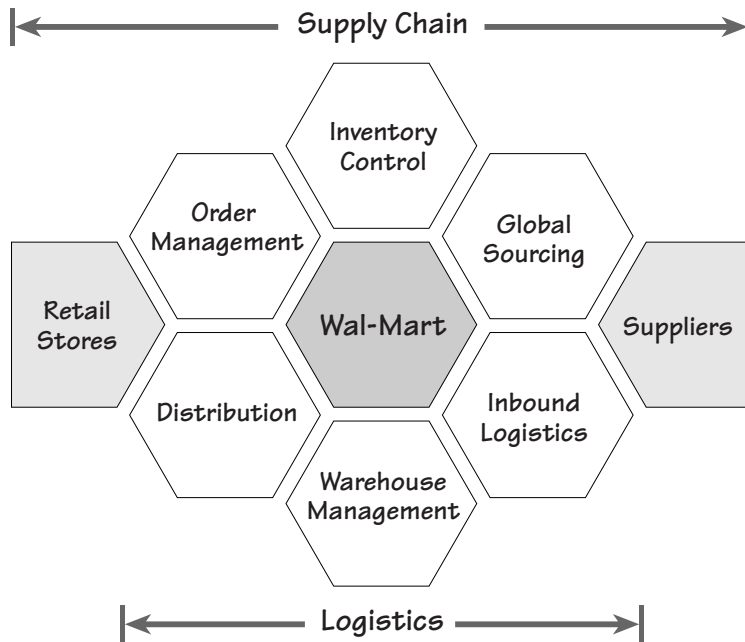 Supply Chain
Inventory
Control
Order
Management
Global
Sourcing
Retail
Stores
Wal-Mart
Suppliers
Distribution
Inbound
Logistics
Warehouse
Management
Logistics